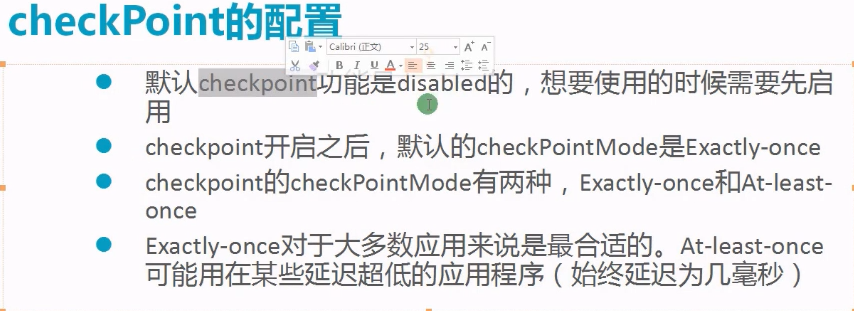 checkPoint的配置
Calibri (正文) 25 A A
B I U A
默认checkpoint功能是disabled的，想要使用的时候需要先启
用
checkpoint开启之后，默认的checkPointMode是Exactly-once
checkpoint的checkPointMode有两种，Exactly-once和At-least-
once
Exactly-once对于大多数应用来说是最合适的。At-least-once
可能用在某些延迟超低的应用程序（始终延迟为几毫秒）